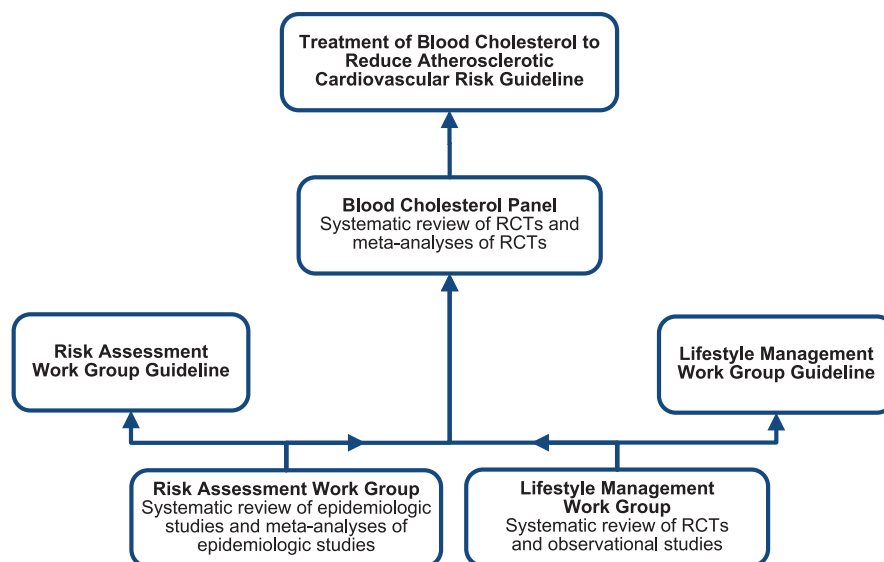 Treatment of Blood Cholesterol to
Reduce Atherosclerotic
Cardiovascular Risk Guideline
Blood Cholesterol Panel
Systematic review of RCTs and
meta-analyses of RCTs
Risk Assessment
Work Group Guideline
Lifestyle Management
Work Group Guideline
Risk Assessment Work Group
Systematic review of epidemiologic
studies and meta-analyses of
epidemiologic studies
Lifestyle Management
Work Group
Systematic review of RCTs
and observational studies